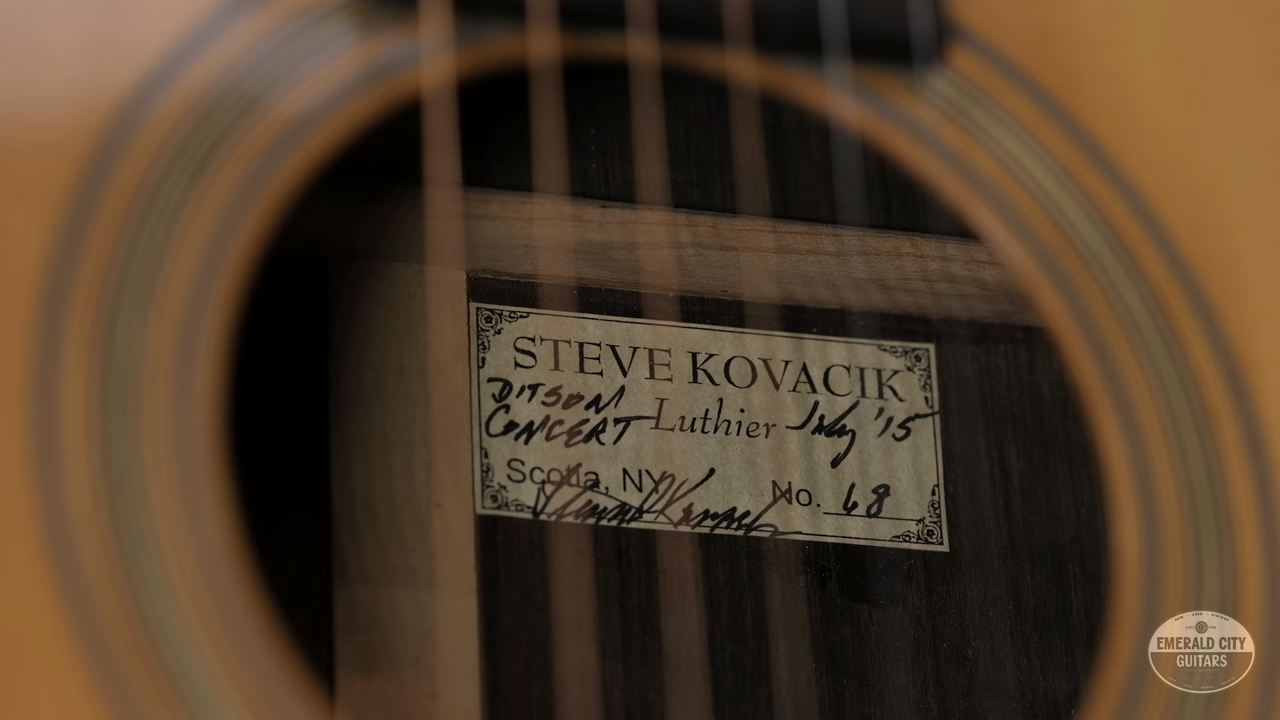 STEVE KOVACIK
DITSON
CONCERT Luthier July '15
Scotia, NY No. 68
EMERALD CITY
GUITARS